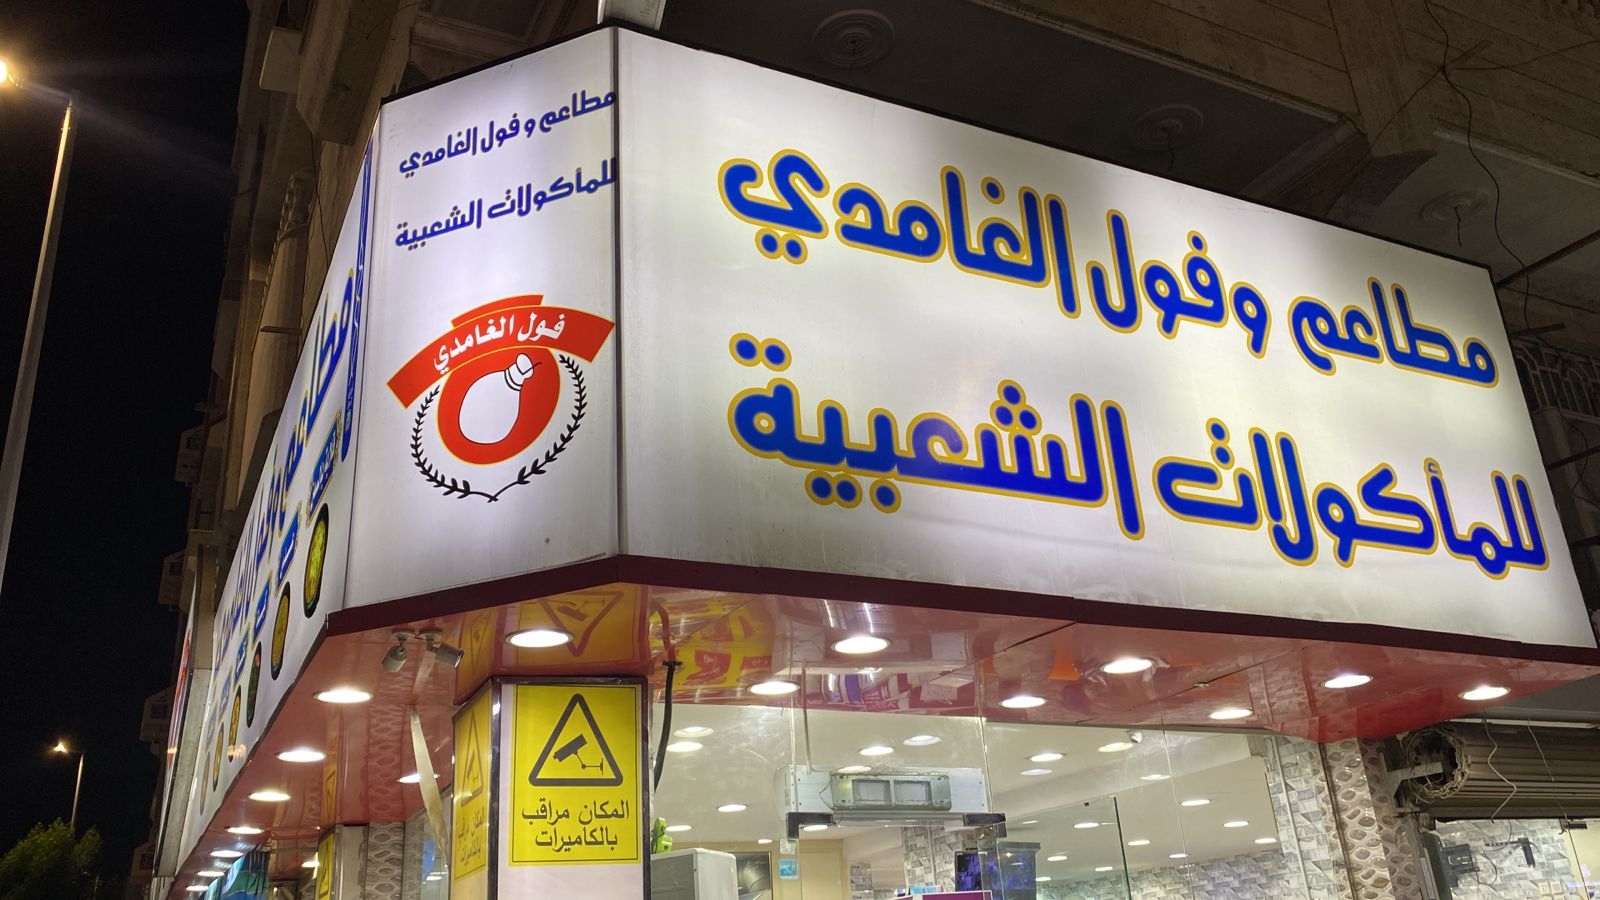 مطاعم وفول الغامدي
للمأكولات الشعبية
مطاعم وفول الغامدي
للمأكولات الشعبية
فول الغامدي
المكان مراقب
بالكاميرات